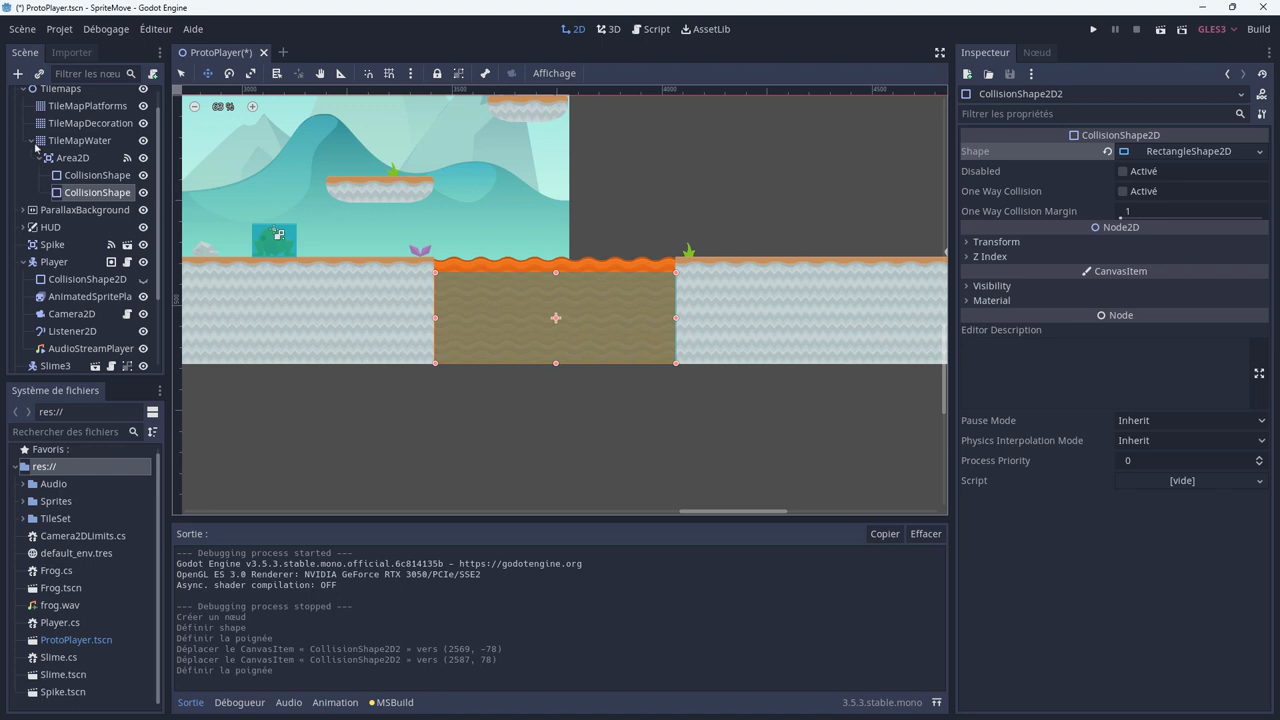 (*) ProtoPlayer.tscn - SpriteMove - Godot Engine
Scène Projet Débogage Éditeur Aide
2D 3D Script AssetLib
GLES3 Build
Scène Importer
Filtrer les nœu
Tilemaps
TileMapPlatforms
TileMapDecoration
TileMapWater
Area2D
CollisionShape
CollisionShape
ParallaxBackground
HUD
Spike
Player
CollisionShape2D
AnimatedSpritePla
Camera2D
Listener2D
AudioStreamPlayer
Slime3
Système de fichiers
res://
Rechercher des fichiers
Favoris :
res://
Audio
Sprites
TileSet
Camera2DLimits.cs
default_env.tres
Frog.cs
Frog.tscn
frog.wav
Player.cs
ProtoPlayer.tscn
Slime.cs
Slime.tscn
Spike.tscn
ProtoPlayer(*)
Affichage
3000 3500 4000 4500
63 %
500
Sortie :
Copier Effacer
--- Debugging process started ---
Godot Engine v3.5.3.stable.mono.official.6c814135b - https://godotengine.org
OpenGL ES 3.0 Renderer: NVIDIA GeForce RTX 3050/PCIe/SSE2
Async. shader compilation: OFF
--- Debugging process stopped ---
Créer un nœud
Définir shape
Définir la poignée
Déplacer le CanvasItem « CollisionShape2D2 » vers (2569, -78)
Déplacer le CanvasItem « CollisionShape2D2 » vers (2587, 78)
Définir la poignée
Sortie Débogueur Audio Animation MSBuild
3.5.3.stable.mono
Inspecteur Nœud
CollisionShape2D2
Filtrer les propriétés
CollisionShape2D
Shape RectangleShape2D
Disabled Activé
One Way Collision Activé
One Way Collision Margin 1
Node2D
Transform
Z Index
CanvasItem
Visibility
Material
Node
Editor Description
Pause Mode Inherit
Physics Interpolation Mode Inherit
Process Priority 0
Script [vide]